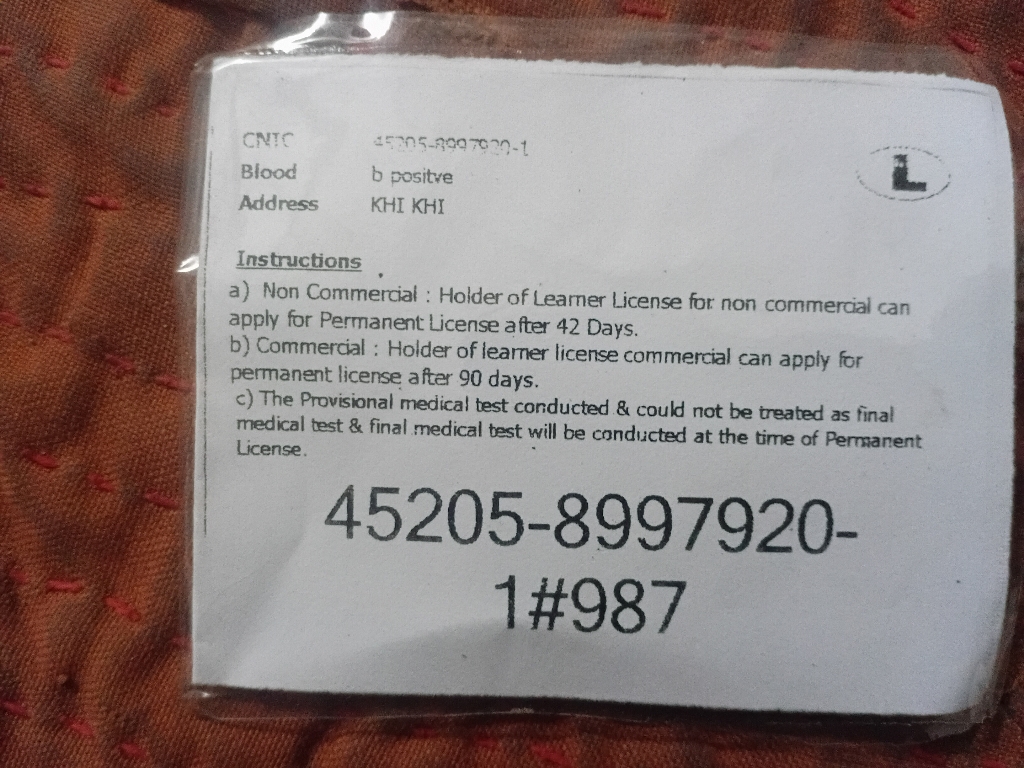 CNIC 45205-8997920-1
Blood b positve
Address KHI KHI
L
Instructions
a) Non Commercial : Holder of Learner License for non commercial can
apply for Permanent License after 42 Days.
b) Commercial : Holder of learner license commercial can apply for
permanent license after 90 days.
c) The Provisional medical test conducted & could not be treated as final
medical test & final medical test will be conducted at the time of Permanent
License.
45205-8997920-
1#987